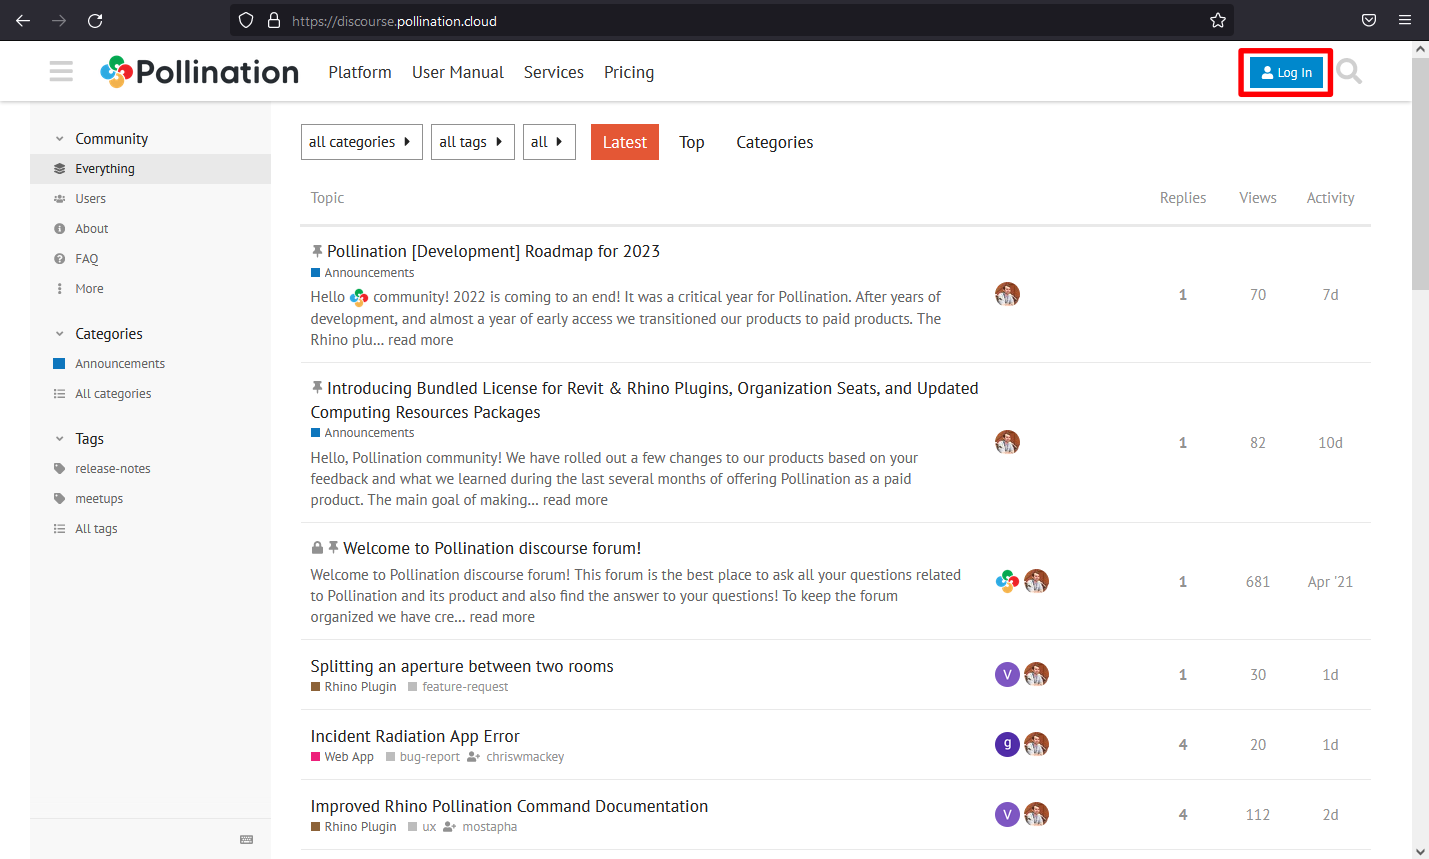 https://discourse.pollination.cloud
Pollination Platform User Manual Services Pricing Log In
Community
Everything
Users
About
FAQ
More
Categories
Announcements
All categories
Tags
release-notes
meetups
All tags
all categories all tags all Latest Top Categories
Topic Replies Views Activity
Pollination [Development] Roadmap for 2023
Announcements
Hello community! 2022 is coming to an end! It was a critical year for Pollination. After years of
development, and almost a year of early access we transitioned our products to paid products. The
Rhino plu... read more
1 70 7d
Introducing Bundled License for Revit & Rhino Plugins, Organization Seats, and Updated
Computing Resources Packages
Announcements
Hello, Pollination community! We have rolled out a few changes to our products based on your
feedback and what we learned during the last several months of offering Pollination as a paid
product. The main goal of making... read more
1 82 10d
Welcome to Pollination discourse forum!
Welcome to Pollination discourse forum! This forum is the best place to ask all your questions related
to Pollination and its product and also find the answer to your questions! To keep the forum
organized we have cre... read more
1 681 Apr '21
Splitting an aperture between two rooms
Rhino Plugin feature-request
V 1 30 1d
Incident Radiation App Error
Web App bug-report chriswmackey
g 4 20 1d
Improved Rhino Pollination Command Documentation
Rhino Plugin ux mostapha
V 4 112 2d